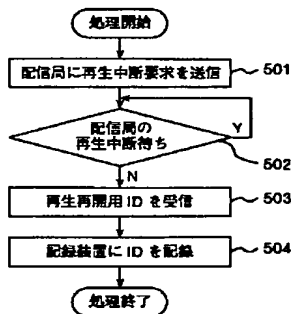 処理開始
配信局に再生中断要求を送信
501
配信局の
再生中断待ち
Y
502
N
再生再開用 ID を受信
503
記録装置に ID を記録
504
処理終了